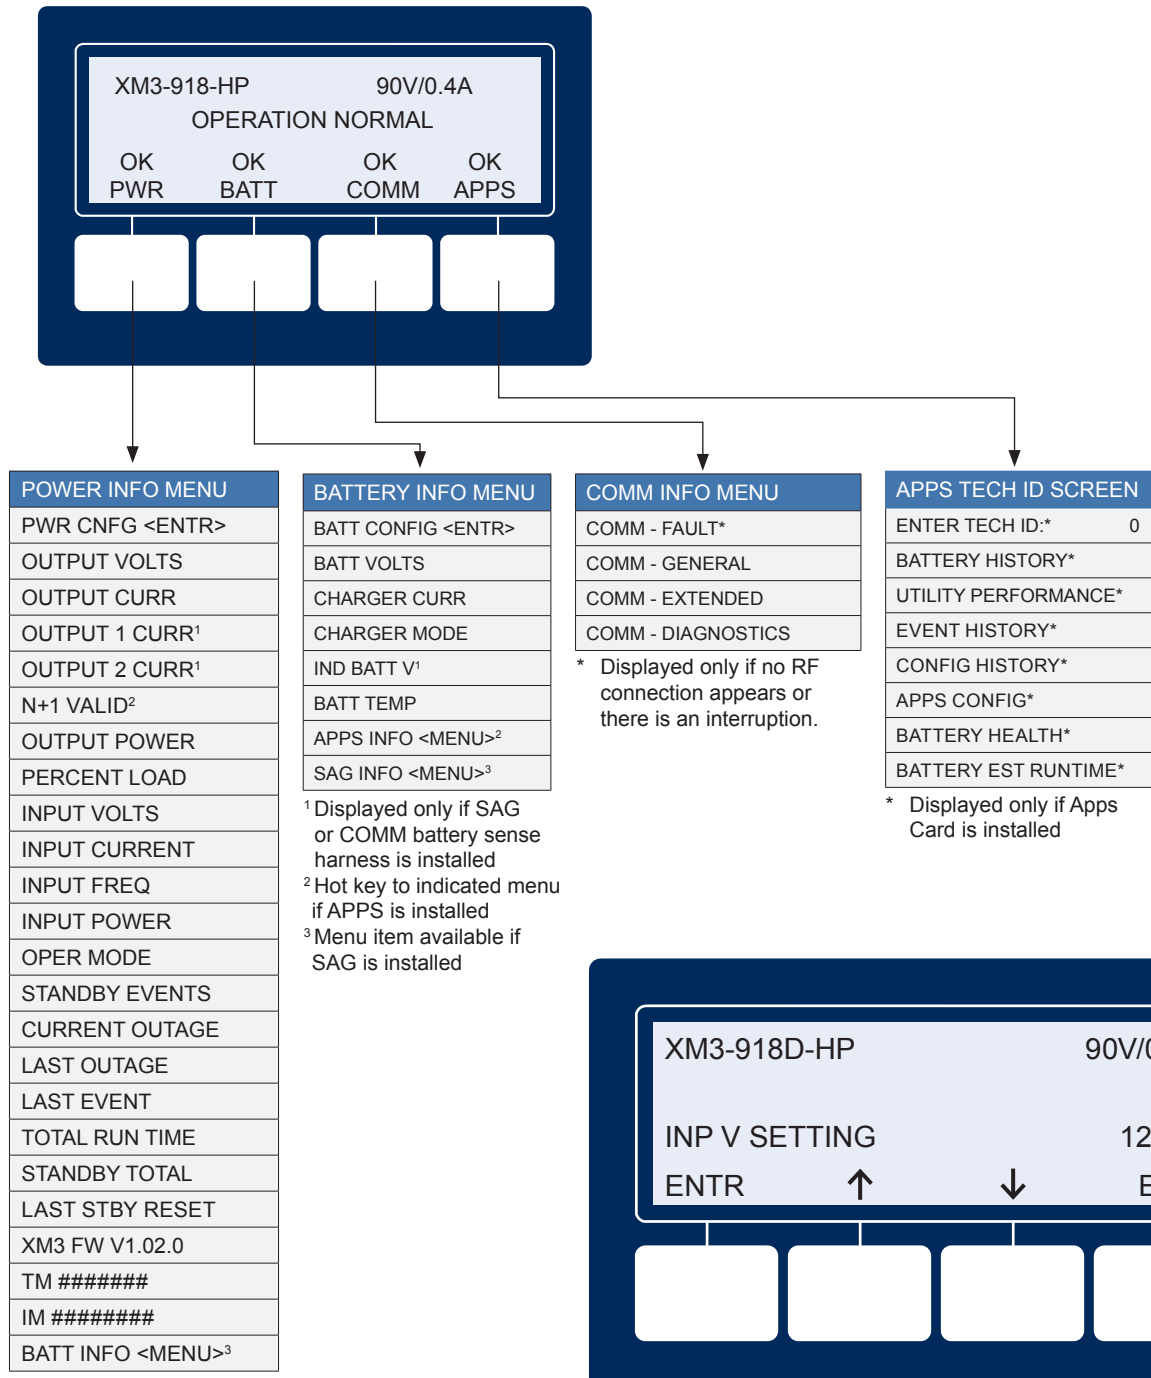 XM3-918-HP 90V/0.4A
OPERATION NORMAL
OK OK OK OK
PWR BATT COMM APPS
POWER INFO MENU
PWR CNFG <ENTR>
OUTPUT VOLTS
OUTPUT CURR
OUTPUT 1 CURR¹
OUTPUT 2 CURR¹
N+1 VALID²
OUTPUT POWER
PERCENT LOAD
INPUT VOLTS
INPUT CURRENT
INPUT FREQ
INPUT POWER
OPER MODE
STANDBY EVENTS
CURRENT OUTAGE
LAST OUTAGE
LAST EVENT
TOTAL RUN TIME
STANDBY TOTAL
LAST STBY RESET
XM3 FW V1.02.0
TM #######
IM ########
BATT INFO <MENU>³
BATTERY INFO MENU
BATT CONFIG <ENTR>
BATT VOLTS
CHARGER CURR
CHARGER MODE
IND BATT V¹
BATT TEMP
APPS INFO <MENU>²
SAG INFO <MENU>³
¹ Displayed only if SAG
or COMM battery sense
harness is installed
² Hot key to indicated menu
if APPS is installed
³ Menu item available if
SAG is installed
COMM INFO MENU
COMM - FAULT*
COMM - GENERAL
COMM - EXTENDED
COMM - DIAGNOSTICS
* Displayed only if no RF
connection appears or
there is an interruption.
APPS TECH ID SCREEN
ENTER TECH ID:* 0
BATTERY HISTORY*
UTILITY PERFORMANCE*
EVENT HISTORY*
CONFIG HISTORY*
APPS CONFIG*
BATTERY HEALTH*
BATTERY EST RUNTIME*
* Displayed only if Apps
Card is installed
XM3-918D-HP 90V/
INP V SETTING 12
ENTR ↑ ↓ E